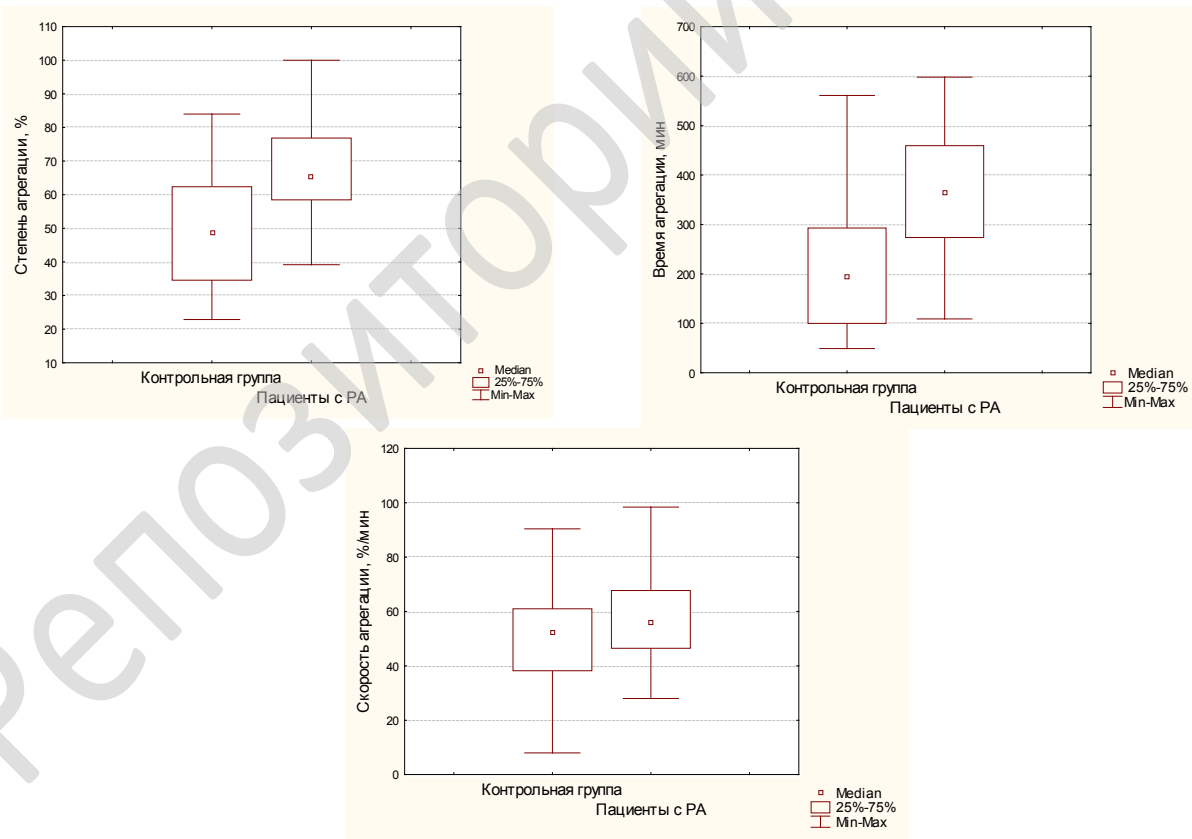 110
100
90
80
70
60
50
40
30
20
10
Степень агрегации, %
Контрольная группа
Пациенты с РА
Median
25%-75%
Min-Max
700
600
500
400
300
200
100
0
Время агрегации, мин
Контрольная группа
Пациенты с РА
Median
25%-75%
Min-Max
120
100
80
60
40
20
0
Скорость агрегации, %/мин
Контрольная группа
Пациенты с РА
Median
25%-75%
Min-Max
Репозитории